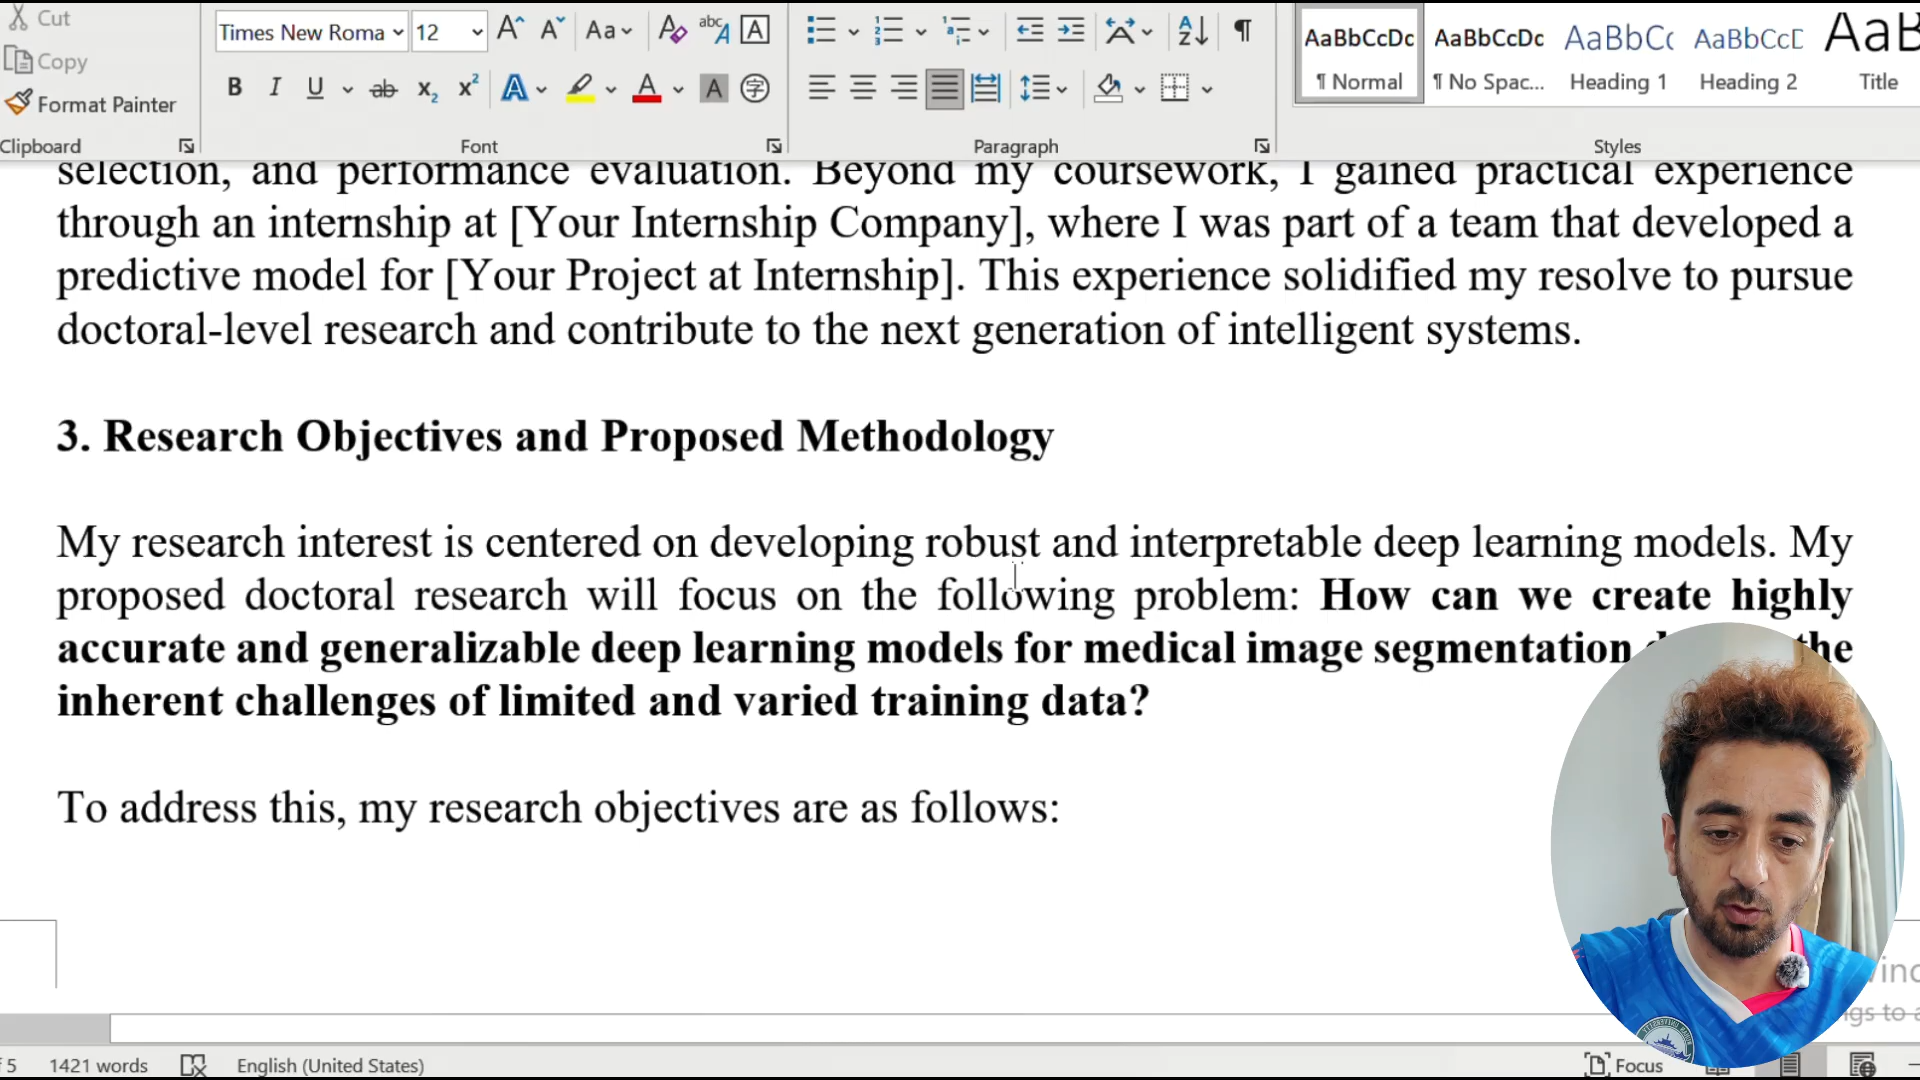 Cut
Copy
Format Painter
Clipboard
Times New Roma
12
Aa
abc
A
B I U ab x₂ x² A A A 字
Font
Paragraph
AaBbCcDc AaBbCcDc AaBbCc AaBbCcD AaB
¶ Normal ¶ No Spac... Heading 1 Heading 2 Title
Styles
selection, and performance evaluation. Beyond my coursework, I gained practical experience
through an internship at [Your Internship Company], where I was part of a team that developed a
predictive model for [Your Project at Internship]. This experience solidified my resolve to pursue
doctoral-level research and contribute to the next generation of intelligent systems.
3. Research Objectives and Proposed Methodology
My research interest is centered on developing robust and interpretable deep learning models. My
proposed doctoral research will focus on the following problem: How can we create highly
accurate and generalizable deep learning models for medical image segmentation the
inherent challenges of limited and varied training data?
To address this, my research objectives are as follows:
5 1421 words English (United States) Focus